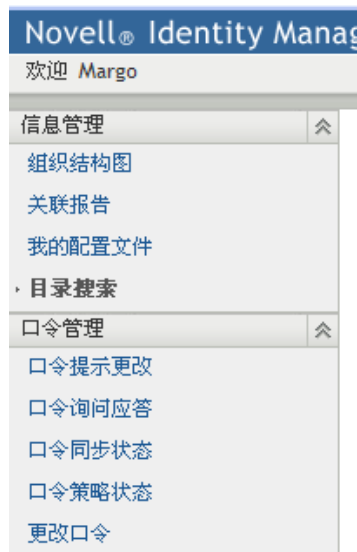 Novell® Identity Manag
欢迎 Margo
信息管理
组织结构图
关联报告
我的配置文件
目录搜索
口令管理
口令提示更改
口令询问应答
口令同步状态
口令策略状态
更改口令